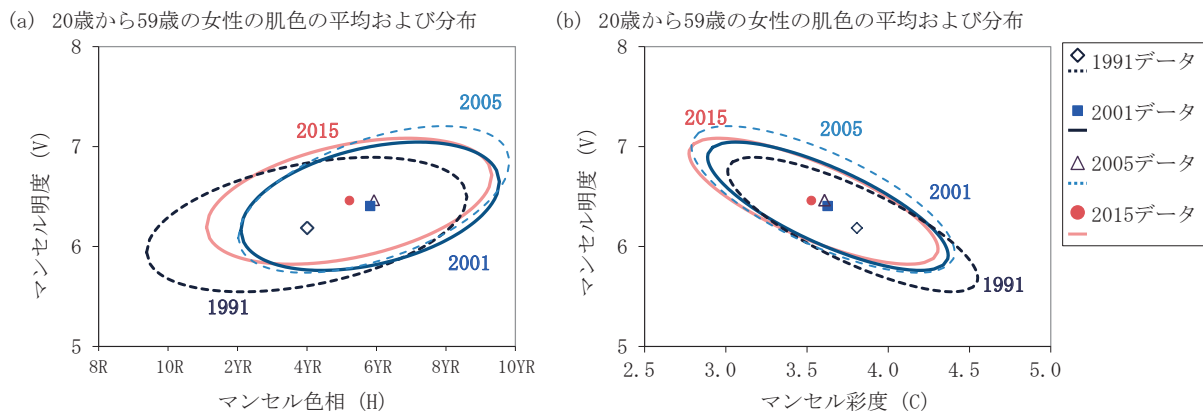 (a) 20歳から59歳の女性の肌色の平均および分布
8
7
6
5
マンセル明度 (V)
2005
2015
2001
1991
8R 10R 2YR 4YR 6YR 8YR 10YR
マンセル色相 (H)
(b) 20歳から59歳の女性の肌色の平均および分布
8
7
6
5
マンセル明度 (V)
2015
2005
2001
1991
2.5 3.0 3.5 4.0 4.5 5.0
マンセル彩度 (C)
1991データ
2001データ
2005データ
2015データ